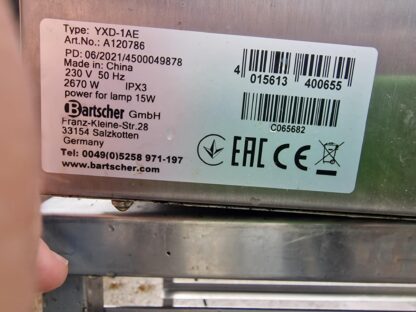 Type: YXD-1AE
Art.No.: A120786
PD: 06/2021/4500049878
Made in: China
230 V 50 Hz
2670 W IPX3
power for lamp 15W
Bartscher GmbH
Franz-Kleine-Str.28
33154 Salzkotten
Germany
Tel: 0049(0)5258 971-197
www.bartscher.com
4 015613 400655
C065682
EAC CE